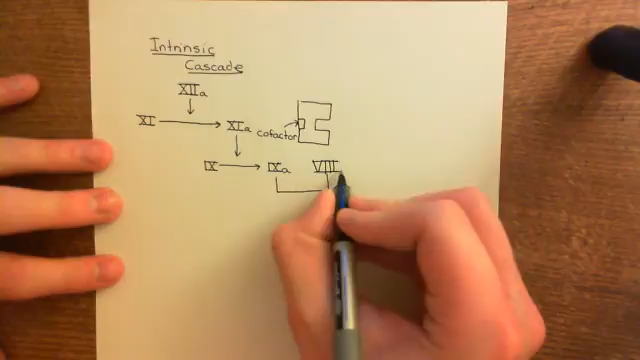 Intrinsic
Cascade
XIIa
XI XIa cofactor
IX IXa VIII